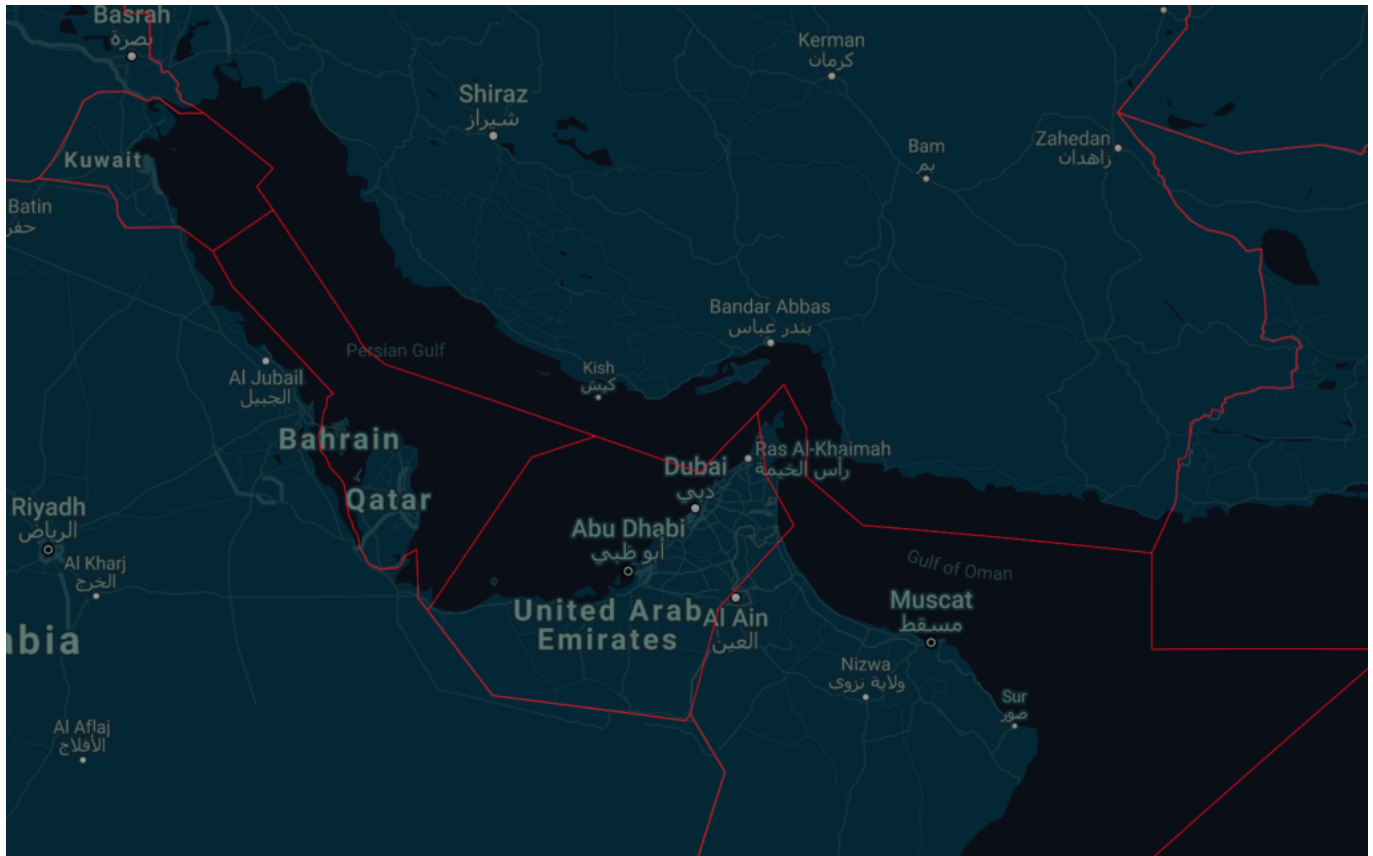 Basrah
بصرة
Kerman
كرمان
Shiraz
شیراز
Kuwait
Bam
بم
Zahedan
زاهدان
Batin
حفر
Bandar Abbas
بندر عباس
Persian Gulf
Kish
کیش
Al Jubail
الجبيل
Bahrain
Ras Al-Khaimah
رأس الخيمة
Dubai
دبي
Qatar
Riyadh
الرياض
Abu Dhabi
أبو ظبي
Al Kharj
الخرج
Gulf of Oman
Muscat
مسقط
United Arab
Emirates
Al Ain
العين
abia
Nizwa
ولاية نزوى
Sur
صور
Al Aflaj
الأفلاج